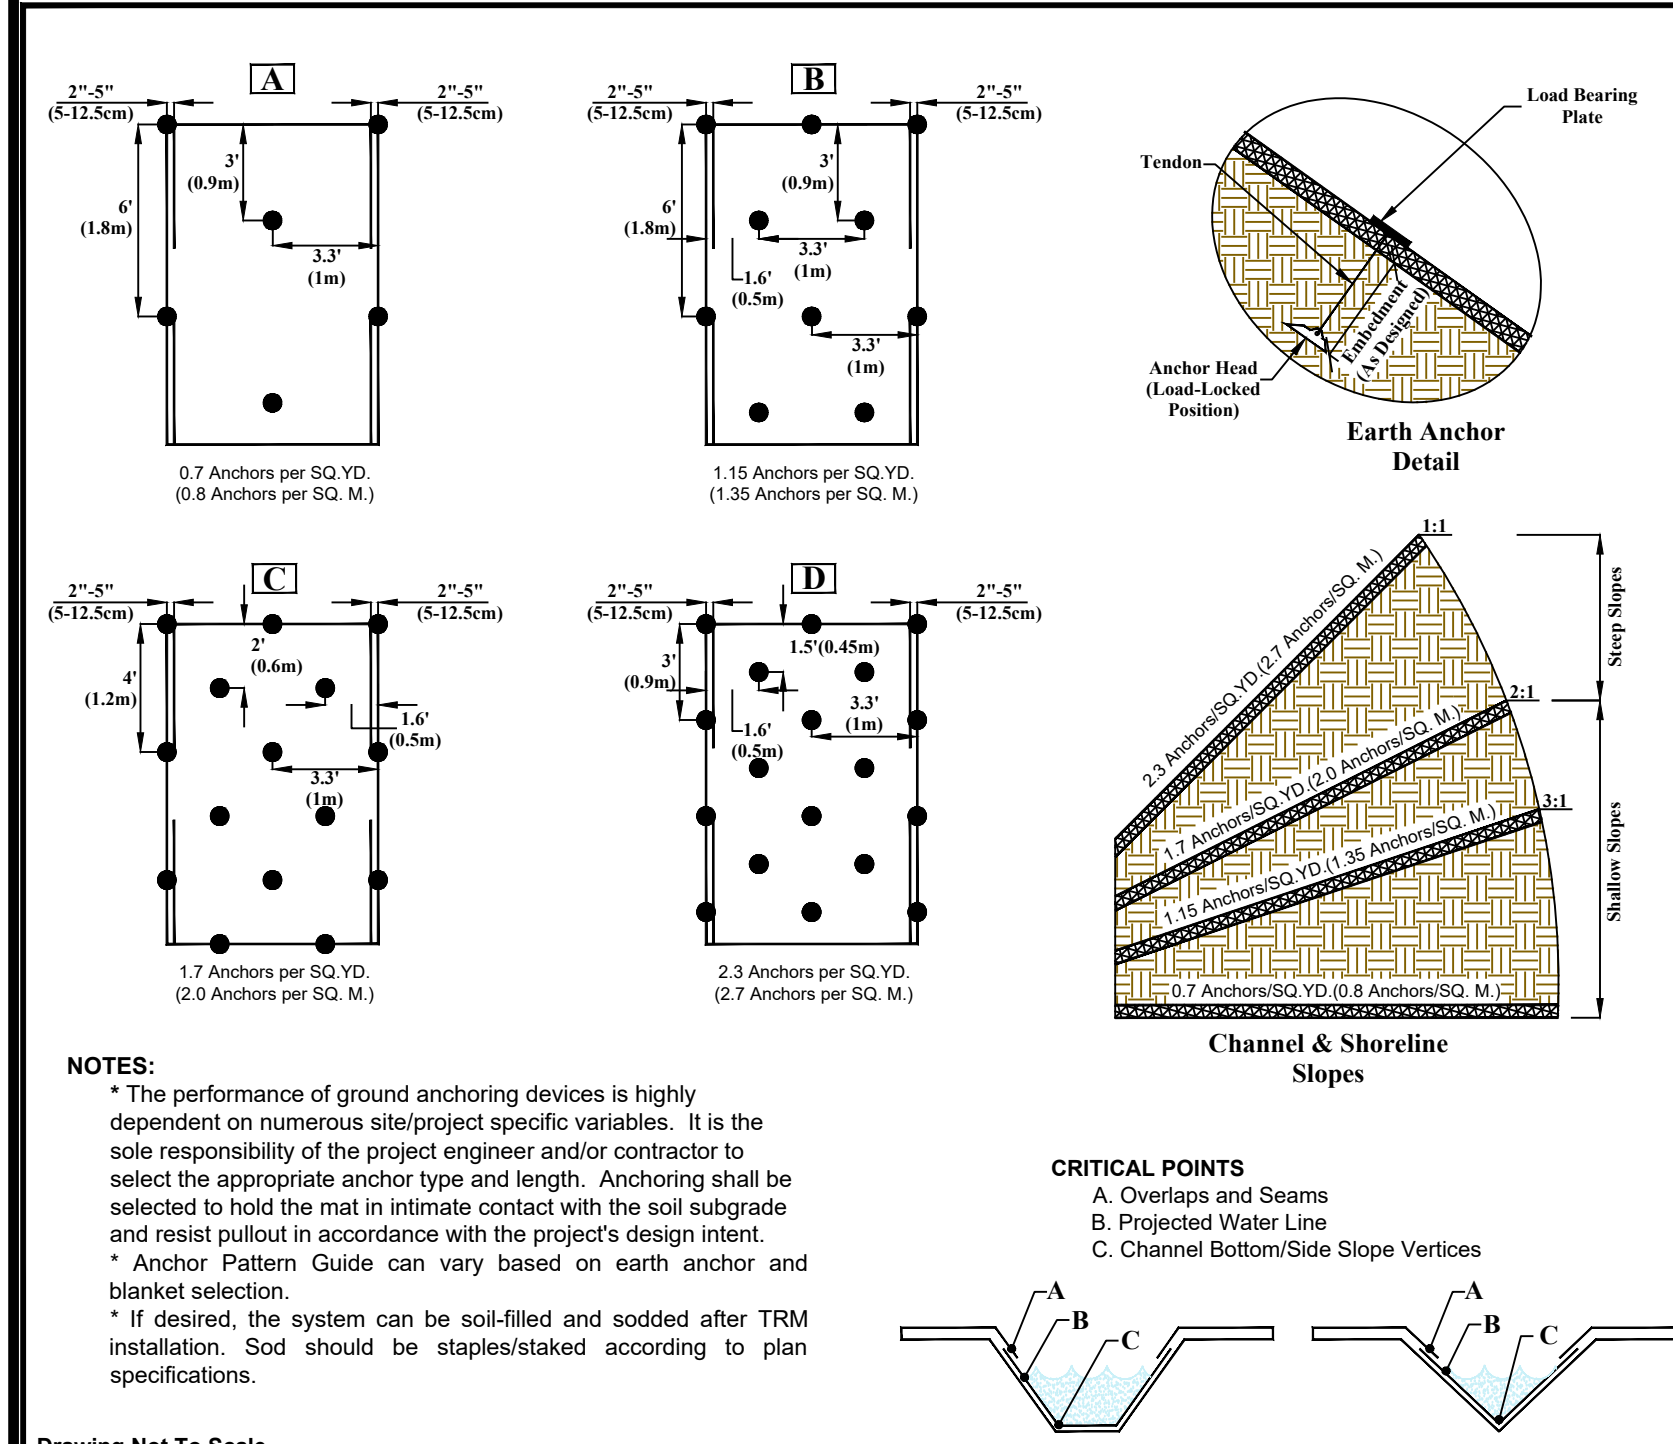 A
2"-5"
(5-12.5cm)
2"-5"
(5-12.5cm)
3'
(0.9m)
6'
(1.8m)
3.3'
(1m)
0.7 Anchors per SQ.YD.
(0.8 Anchors per SQ. M.)
B
2"-5"
(5-12.5cm)
2"-5"
(5-12.5cm)
3'
(0.9m)
6'
(1.8m)
3.3'
(1m)
1.6'
(0.5m)
3.3'
(1m)
1.15 Anchors per SQ.YD.
(1.35 Anchors per SQ. M.)
Load Bearing
Plate
Tendon
Embedment
(As Designed)
Anchor Head
(Load-Locked
Position)
Earth Anchor
Detail
C
2"-5"
(5-12.5cm)
2"-5"
(5-12.5cm)
2'
(0.6m)
4'
(1.2m)
1.6'
(0.5m)
3.3'
(1m)
1.7 Anchors per SQ.YD.
(2.0 Anchors per SQ. M.)
D
2"-5"
(5-12.5cm)
2"-5"
(5-12.5cm)
1.5'(0.45m)
3'
(0.9m)
3.3'
(1m)
1.6'
(0.5m)
2.3 Anchors per SQ.YD.
(2.7 Anchors per SQ. M.)
1:1
2.3 Anchors/SQ.YD.(2.7 Anchors/SQ. M.)
Steep Slopes
2:1
1.7 Anchors/SQ.YD.(2.0 Anchors/SQ. M.)
3:1
1.15 Anchors/SQ.YD.(1.35 Anchors/SQ. M.)
Shallow Slopes
0.7 Anchors/SQ.YD.(0.8 Anchors/SQ. M.)
Channel & Shoreline
Slopes
NOTES:
* The performance of ground anchoring devices is highly
dependent on numerous site/project specific variables. It is the
sole responsibility of the project engineer and/or contractor to
select the appropriate anchor type and length. Anchoring shall be
selected to hold the mat in intimate contact with the soil subgrade
and resist pullout in accordance with the project's design intent.
* Anchor Pattern Guide can vary based on earth anchor and
blanket selection.
* If desired, the system can be soil-filled and sodded after TRM
installation. Sod should be staples/staked according to plan
specifications.
CRITICAL POINTS
A. Overlaps and Seams
B. Projected Water Line
C. Channel Bottom/Side Slope Vertices
A
B
C
A
B
C
Drawing Not To Scale